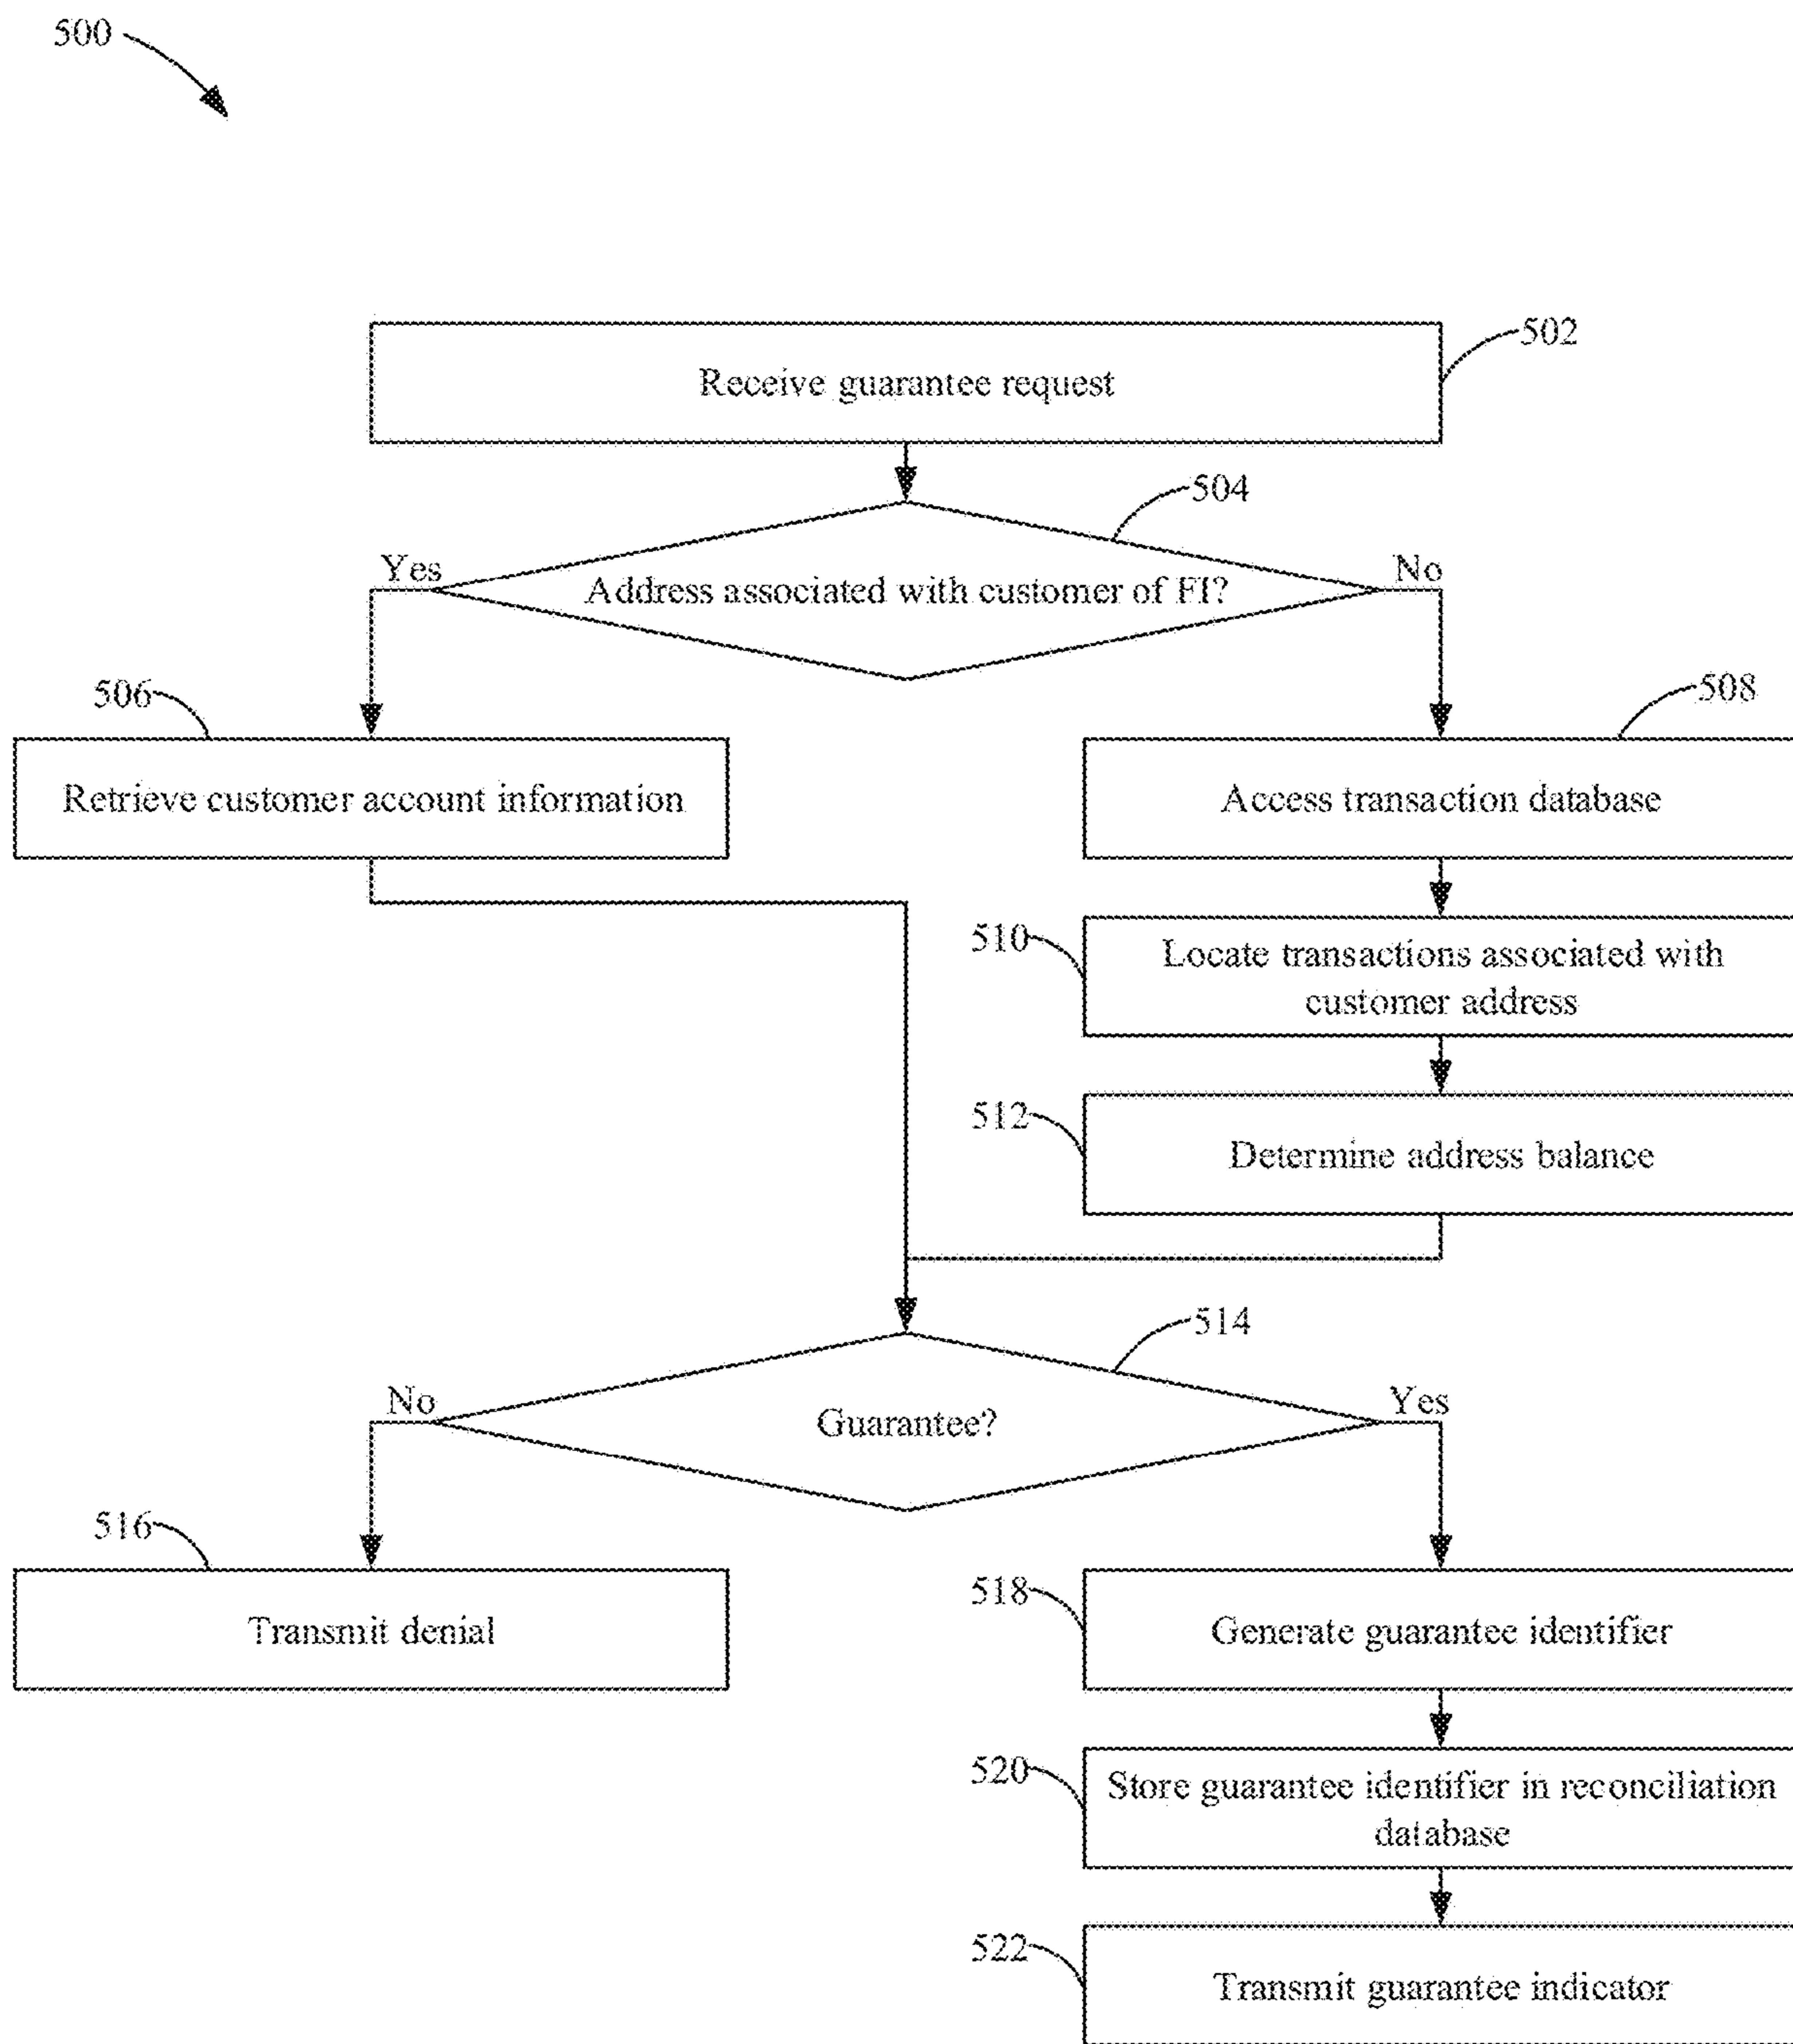 500
502
Receive guarantee request
504
Yes
No
Address associated with customer of FI?
506
508
Retrieve customer account information
Access transaction database
510
Locate transactions associated with
customer address
512
Determine address balance
514
No
Yes
Guarantee?
516
518
Transmit denial
Generate guarantee identifier
520
Store guarantee identifier in reconciliation
database
522
Transmit guarantee indicator